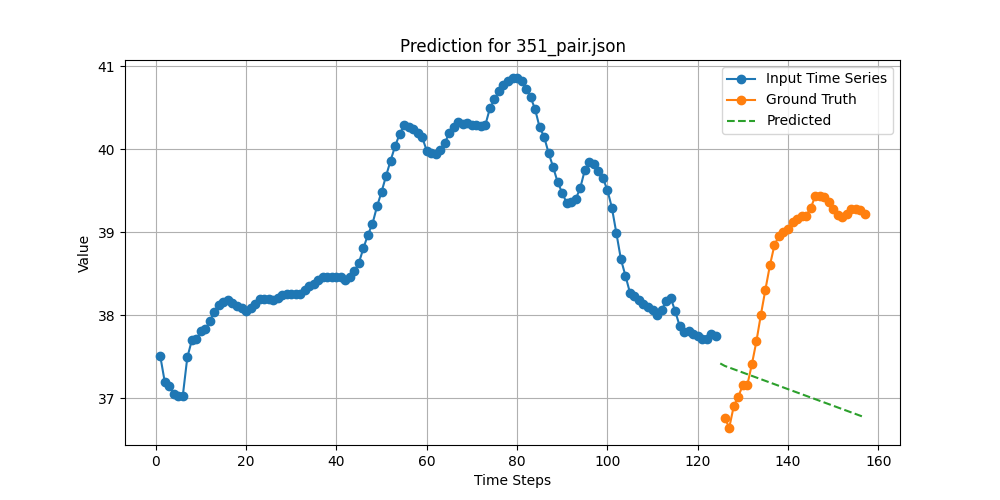 Prediction for 351_pair.json
Input Time Series
Ground Truth
Predicted
41
40
39
38
37
Value
0 20 40 60 80 100 120 140 160
Time Steps